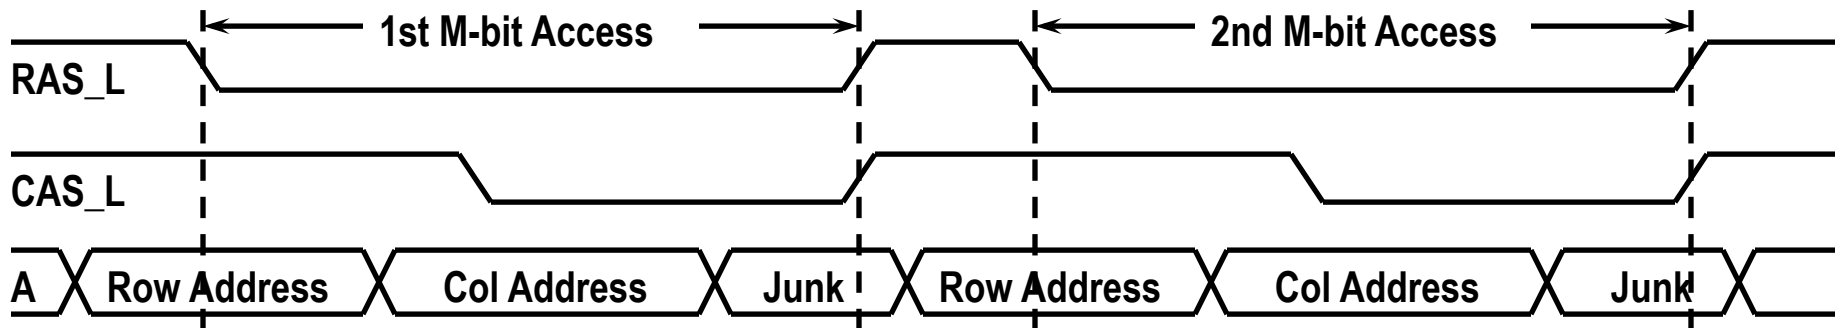 1st M-bit Access 2nd M-bit Access
RAS_L
CAS_L
A Row Address Col Address Junk Row Address Col Address Junk